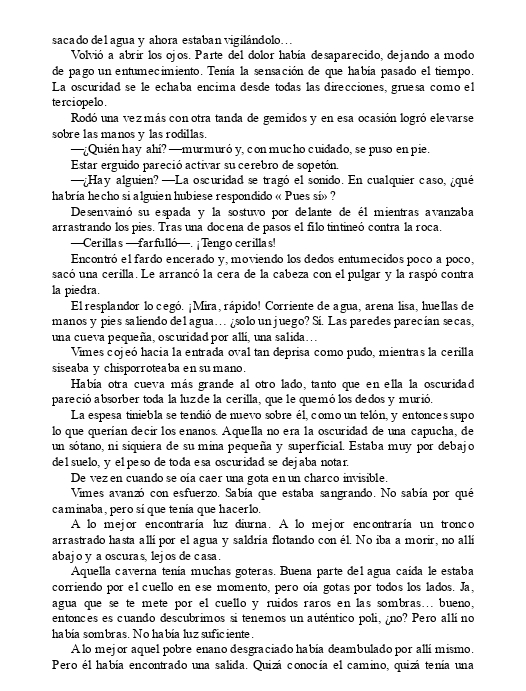 sacado del agua y ahora estaban vigilándolo…
Volvió a abrir los ojos. Parte del dolor había desaparecido, dejando a modo
de pago un entumecimiento. Tenía la sensación de que había pasado el tiempo.
La oscuridad se le echaba encima desde todas las direcciones, gruesa como el
terciopelo.
Rodó una vez más con otra tanda de gemidos y en esa ocasión logró elevarse
sobre las manos y las rodillas.
—¿Quién hay ahí? —murmuró y, con mucho cuidado, se puso en pie.
Estar erguido pareció activar su cerebro de sopetón.
—¿Hay alguien? —La oscuridad se tragó el sonido. En cualquier caso, ¿qué
habría hecho si alguien hubiese respondido « Pues sí» ?
Desenvainó su espada y la sostuvo por delante de él mientras avanzaba
arrastrando los pies. Tras una docena de pasos el filo tintineó contra la roca.
—Cerillas —farfulló—. ¡Tengo cerillas!
Encontró el fardo encerado y, moviendo los dedos entumecidos poco a poco,
sacó una cerilla. Le arrancó la cera de la cabeza con el pulgar y la raspó contra
la piedra.
El resplandor lo cegó. ¡Mira, rápido! Corriente de agua, arena lisa, huellas de
manos y pies saliendo del agua… ¿solo un juego? Sí. Las paredes parecían secas,
una cueva pequeña, oscuridad por allí, una salida…
Vimes cojeó hacia la entrada oval tan deprisa como pudo, mientras la cerilla
siseaba y chisporroteaba en su mano.
Había otra cueva más grande al otro lado, tanto que en ella la oscuridad
pareció absorber toda la luz de la cerilla, que le quemó los dedos y murió.
La espesa tiniebla se tendió de nuevo sobre él, como un telón, y entonces supo
lo que querían decir los enanos. Aquella no era la oscuridad de una capucha, de
un sótano, ni siquiera de su mina pequeña y superficial. Estaba muy por debajo
del suelo, y el peso de toda esa oscuridad se dejaba notar.
De vez en cuando se oía caer una gota en un charco invisible.
Vimes avanzó con esfuerzo. Sabía que estaba sangrando. No sabía por qué
caminaba, pero sí que tenía que hacerlo.
A lo mejor encontraría luz diurna. A lo mejor encontraría un tronco
arrastrado hasta allí por el agua y saldría flotando con él. No iba a morir, no allí
abajo y a oscuras, lejos de casa.
Aquella caverna tenía muchas goteras. Buena parte del agua caída le estaba
corriendo por el cuello en ese momento, pero oía gotas por todos los lados. Ja,
agua que se te mete por el cuello y ruidos raros en las sombras… bueno,
entonces es cuando descubrimos si tenemos un auténtico poli, ¿no? Pero allí no
había sombras. No había luz suficiente.
A lo mejor aquel pobre enano desgraciado había deambulado por allí mismo.
Pero él había encontrado una salida. Quizá conocía el camino, quizá tenía una